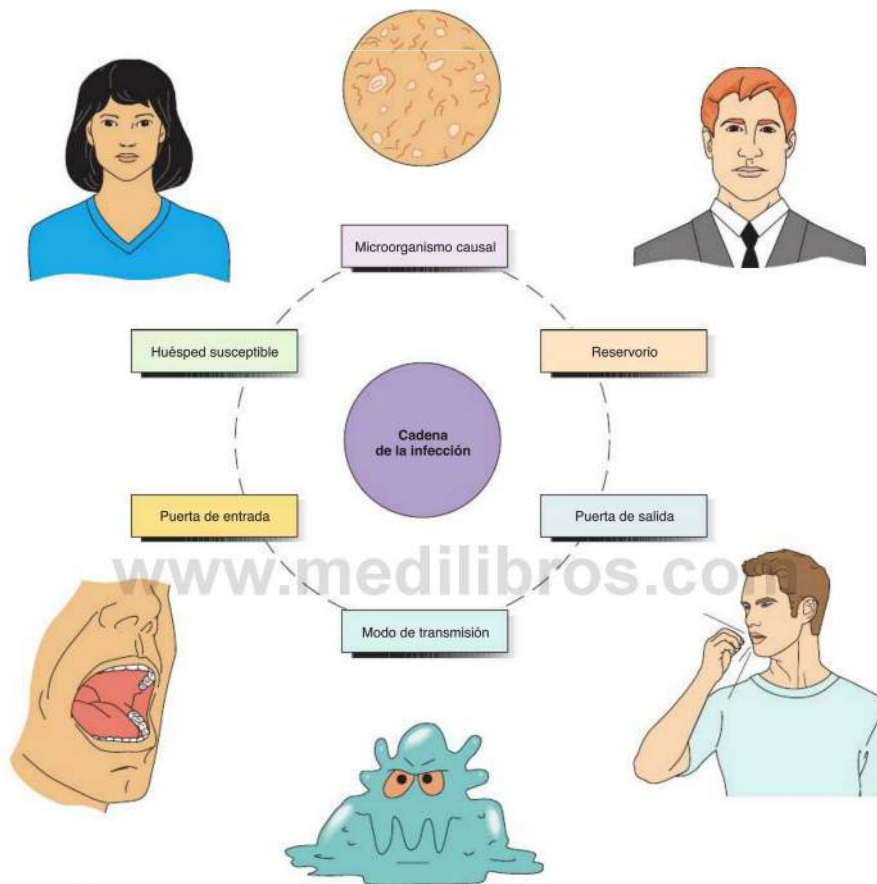 Microorganismo causal
Huésped susceptible
Reservorio
Cadena
de la infección
Puerta de entrada
Puerta de salida
www.medilibros.com
Modo de transmisión